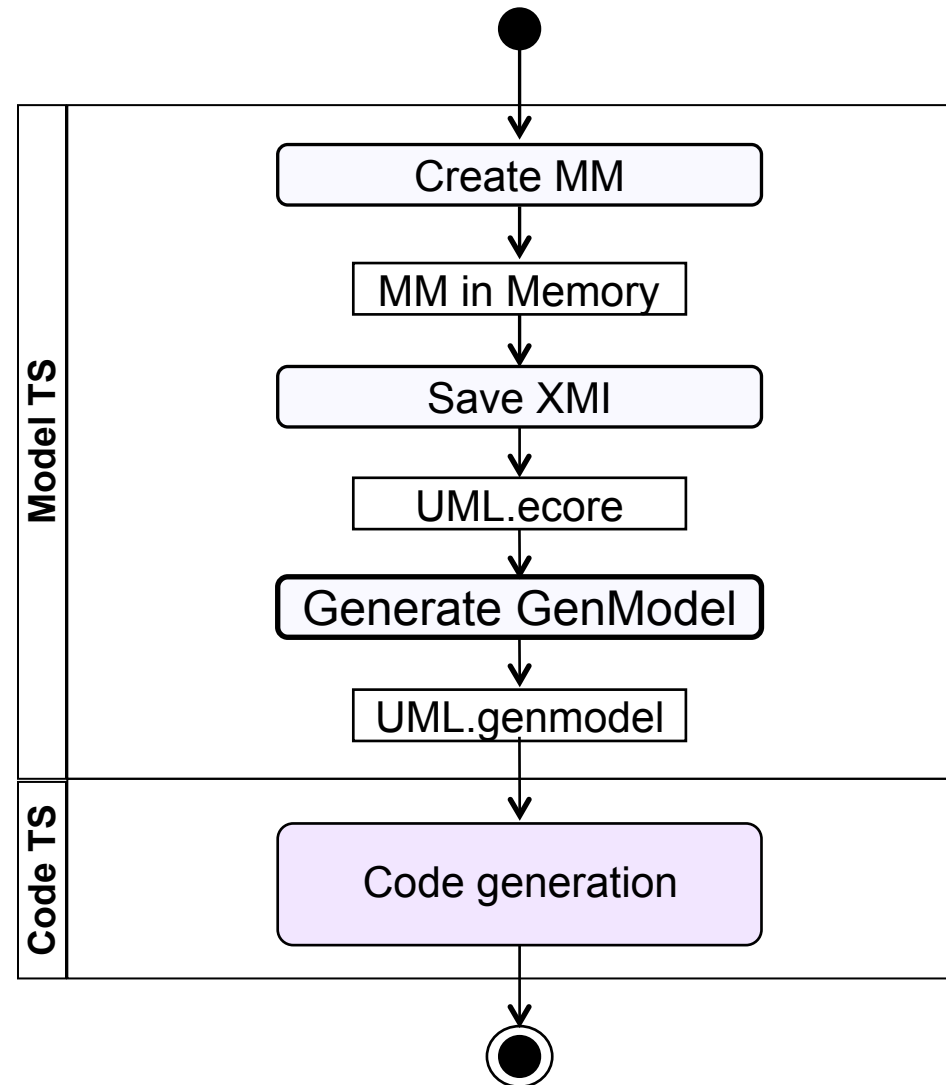 Model TS
Create MM
MM in Memory
Save XMI
UML.ecore
Generate GenModel
UML.genmodel
Code TS
Code generation